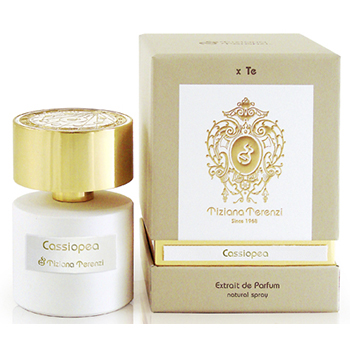 Cassiopea
Tiziana Terenzi
x Te
Tiziana Terenzi
Since 1968
Cassiopea
Extrait de Parfum
natural spray